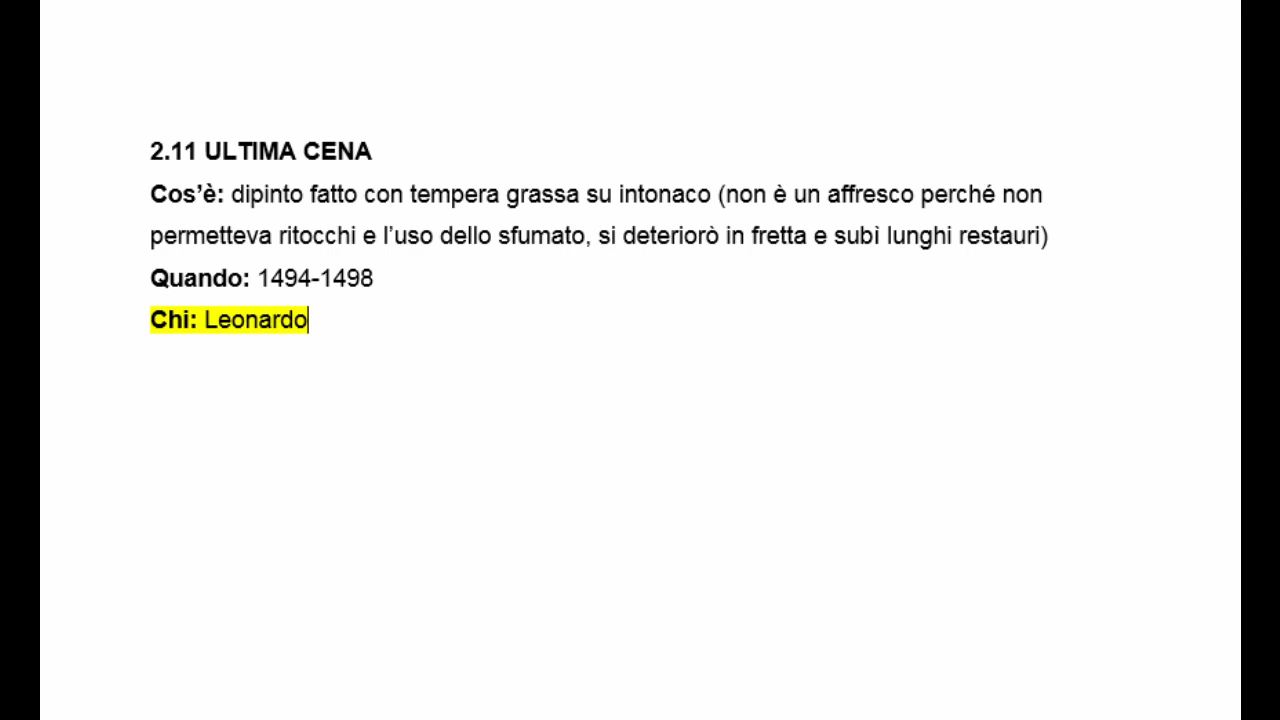 2.11 ULTIMA CENA
Cos’è: dipinto fatto con tempera grassa su intonaco (non è un affresco perché non
permetteva ritocchi e l’uso dello sfumato, si deteriorò in fretta e subì lunghi restauri)
Quando: 1494-1498
Chi: Leonardo